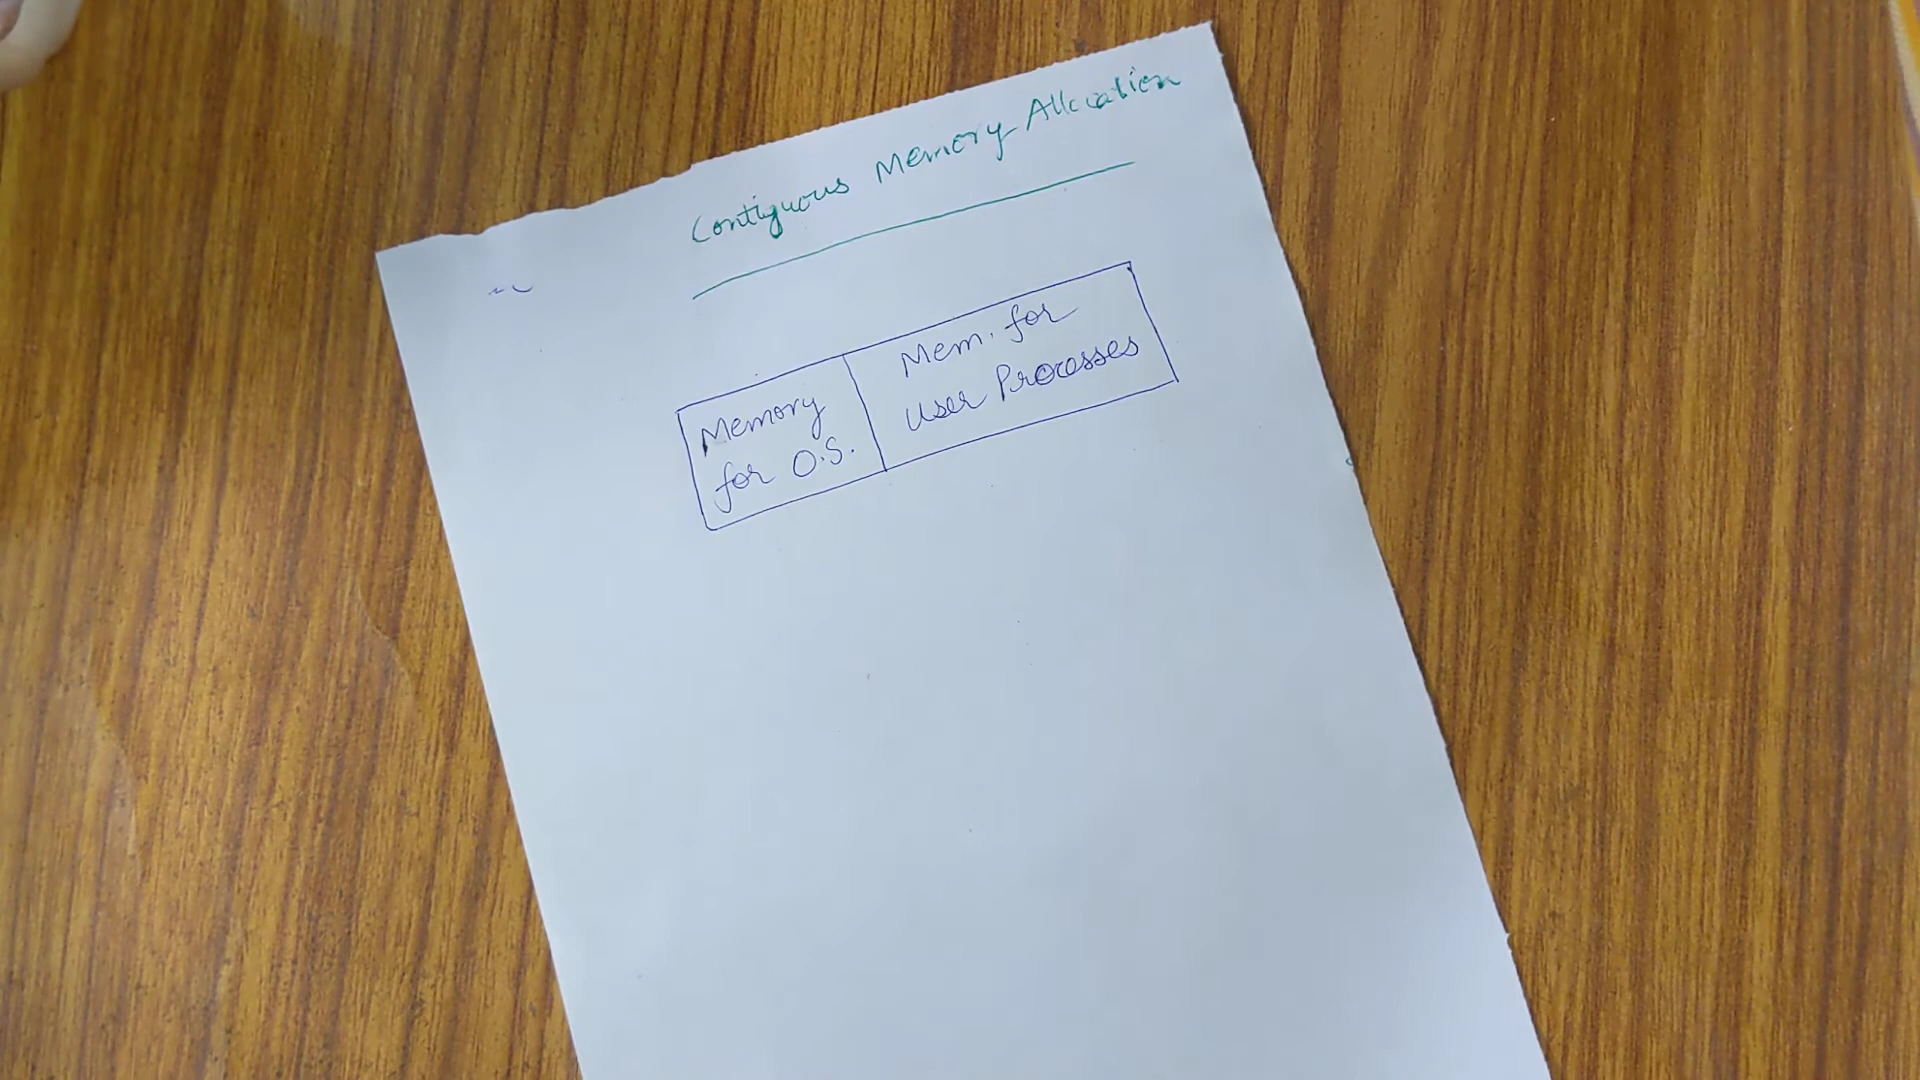 Contiguous Memory Allocation
Memory
for O.S.
Mem. for
User Processes